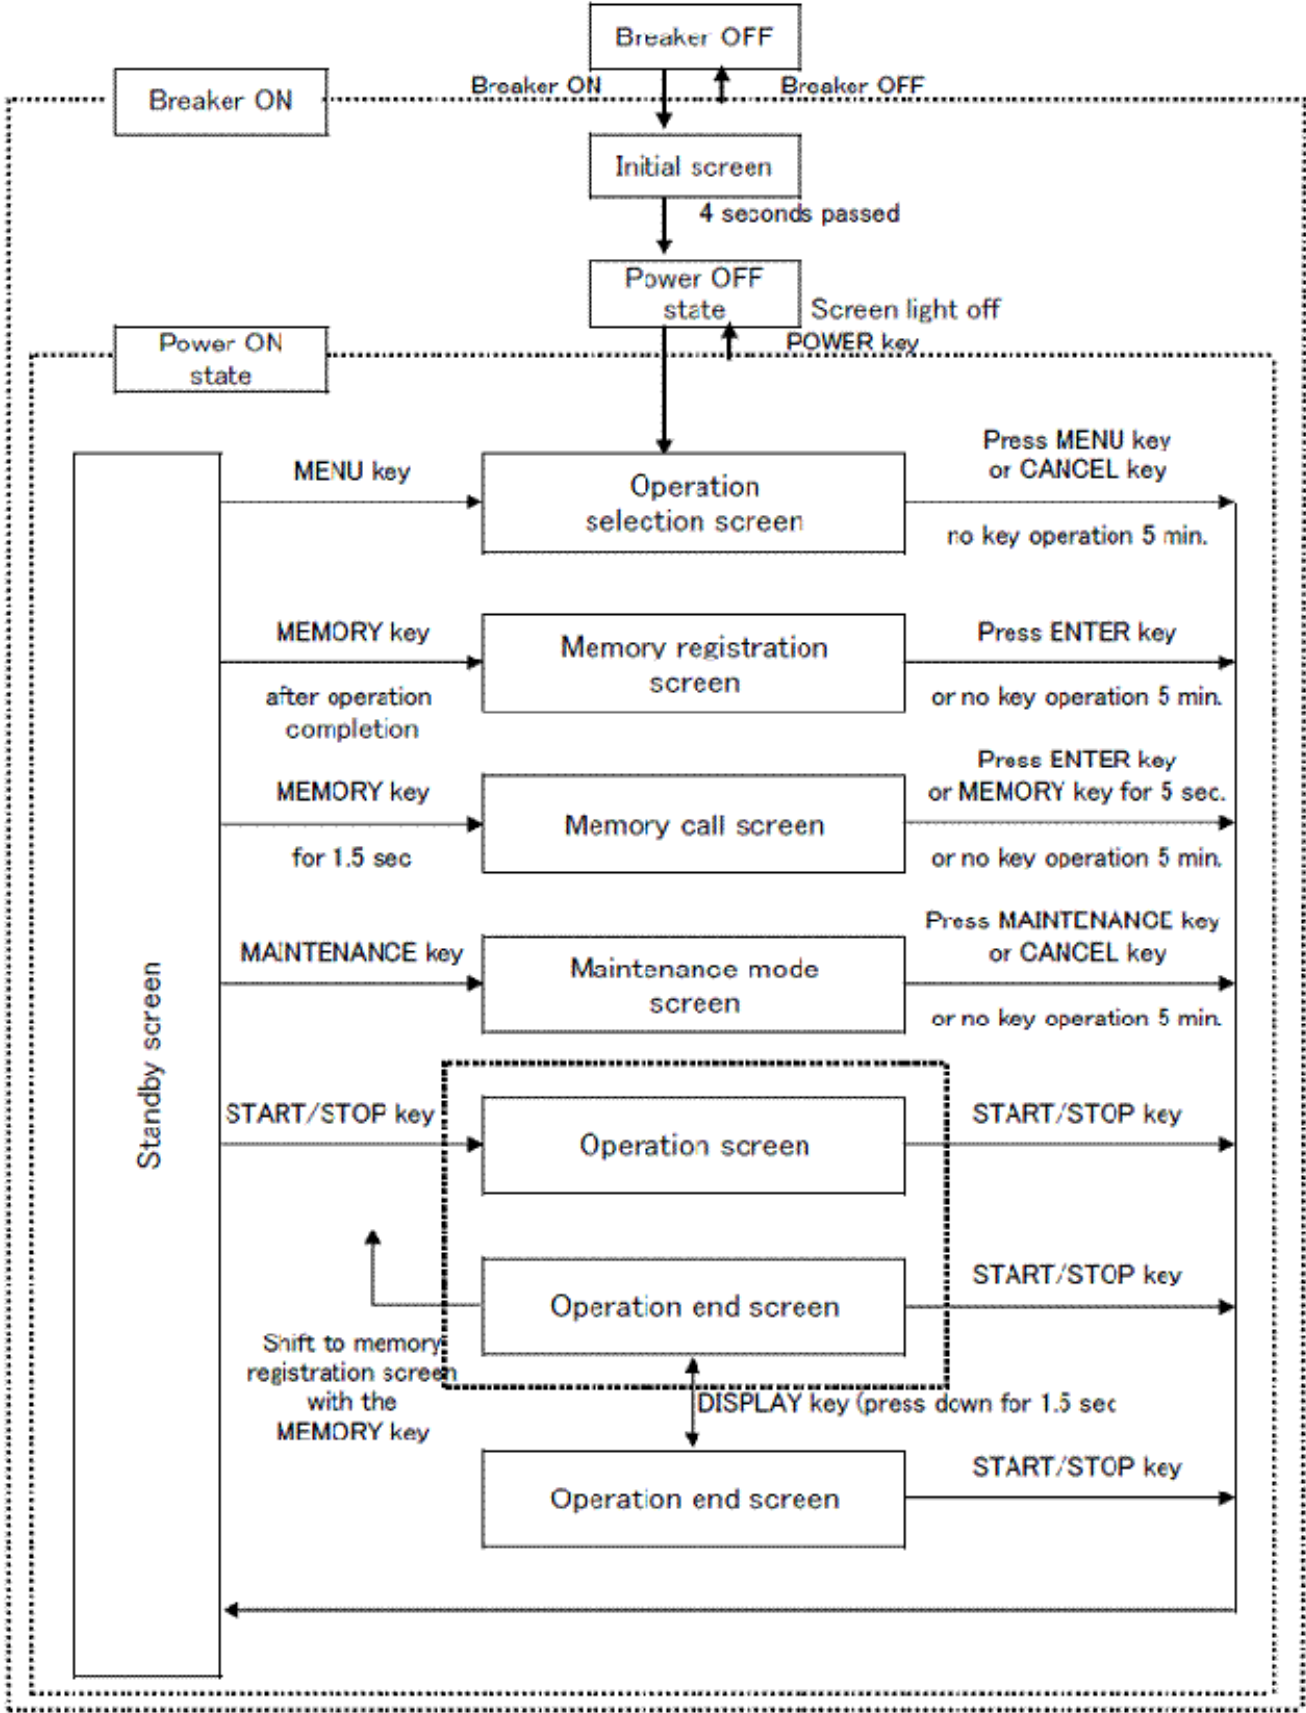 Breaker OFF
Breaker ON
Breaker OFF
Breaker ON
Initial screen
4 seconds passed
Power OFF
state
Screen light off
POWER key
Power ON
state
Standby screen
MENU key
Operation
selection screen
Press MENU key
or CANCEL key
no key operation 5 min.
MEMORY key
after operation
completion
Memory registration
screen
Press ENTER key
or no key operation 5 min.
MEMORY key
for 1.5 sec
Memory call screen
Press ENTER key
or MEMORY key for 5 sec.
or no key operation 5 min.
MAINTENANCE key
Maintenance mode
screen
Press MAINTENANCE key
or CANCEL key
or no key operation 5 min.
START/STOP key
Operation screen
START/STOP key
Operation end screen
START/STOP key
Shift to memory
registration screen
with the
MEMORY key
DISPLAY key (press down for 1.5 sec
Operation end screen
START/STOP key